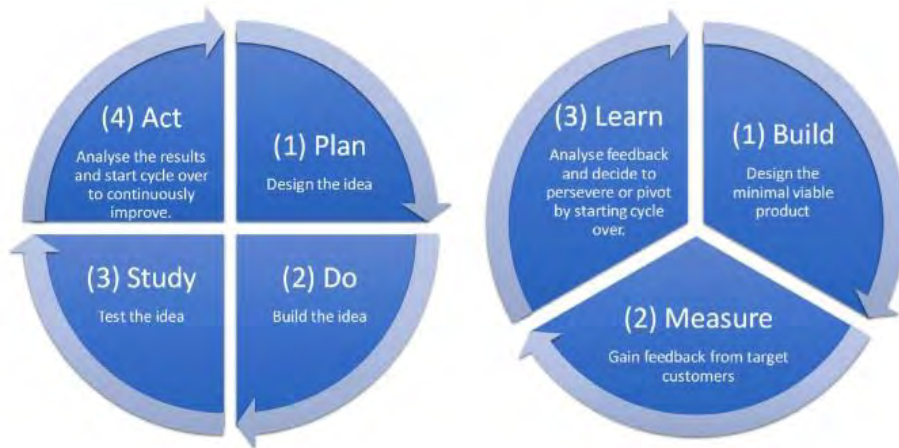 (4) Act
Analyse the results
and start cycle over
to continuously
improve.
(1) Plan
Design the idea
(3) Study
Test the idea
(2) Do
Build the idea
(3) Learn
Analyse feedback
and decide to
persevere or pivot
by starting cycle
over.
(1) Build
Design the
minimal viable
product
(2) Measure
Gain feedback from target
customers